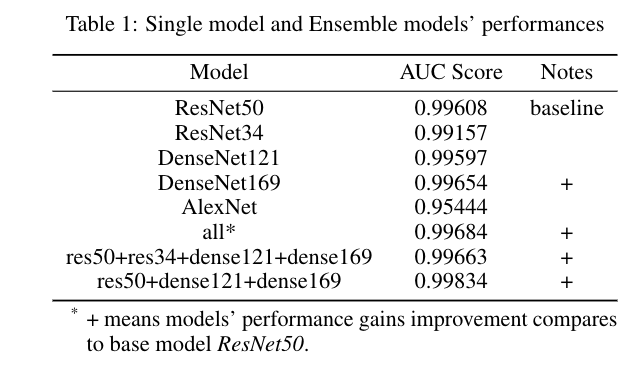 Table 1: Single model and Ensemble models' performances
Model AUC Score Notes
ResNet50 0.99608 baseline
ResNet34 0.99157
DenseNet121 0.99597
DenseNet169 0.99654 +
AlexNet 0.95444
all* 0.99684 +
res50+res34+dense121+dense169 0.99663 +
res50+dense121+dense169 0.99834 +
* + means models' performance gains improvement compares
to base model ResNet50.